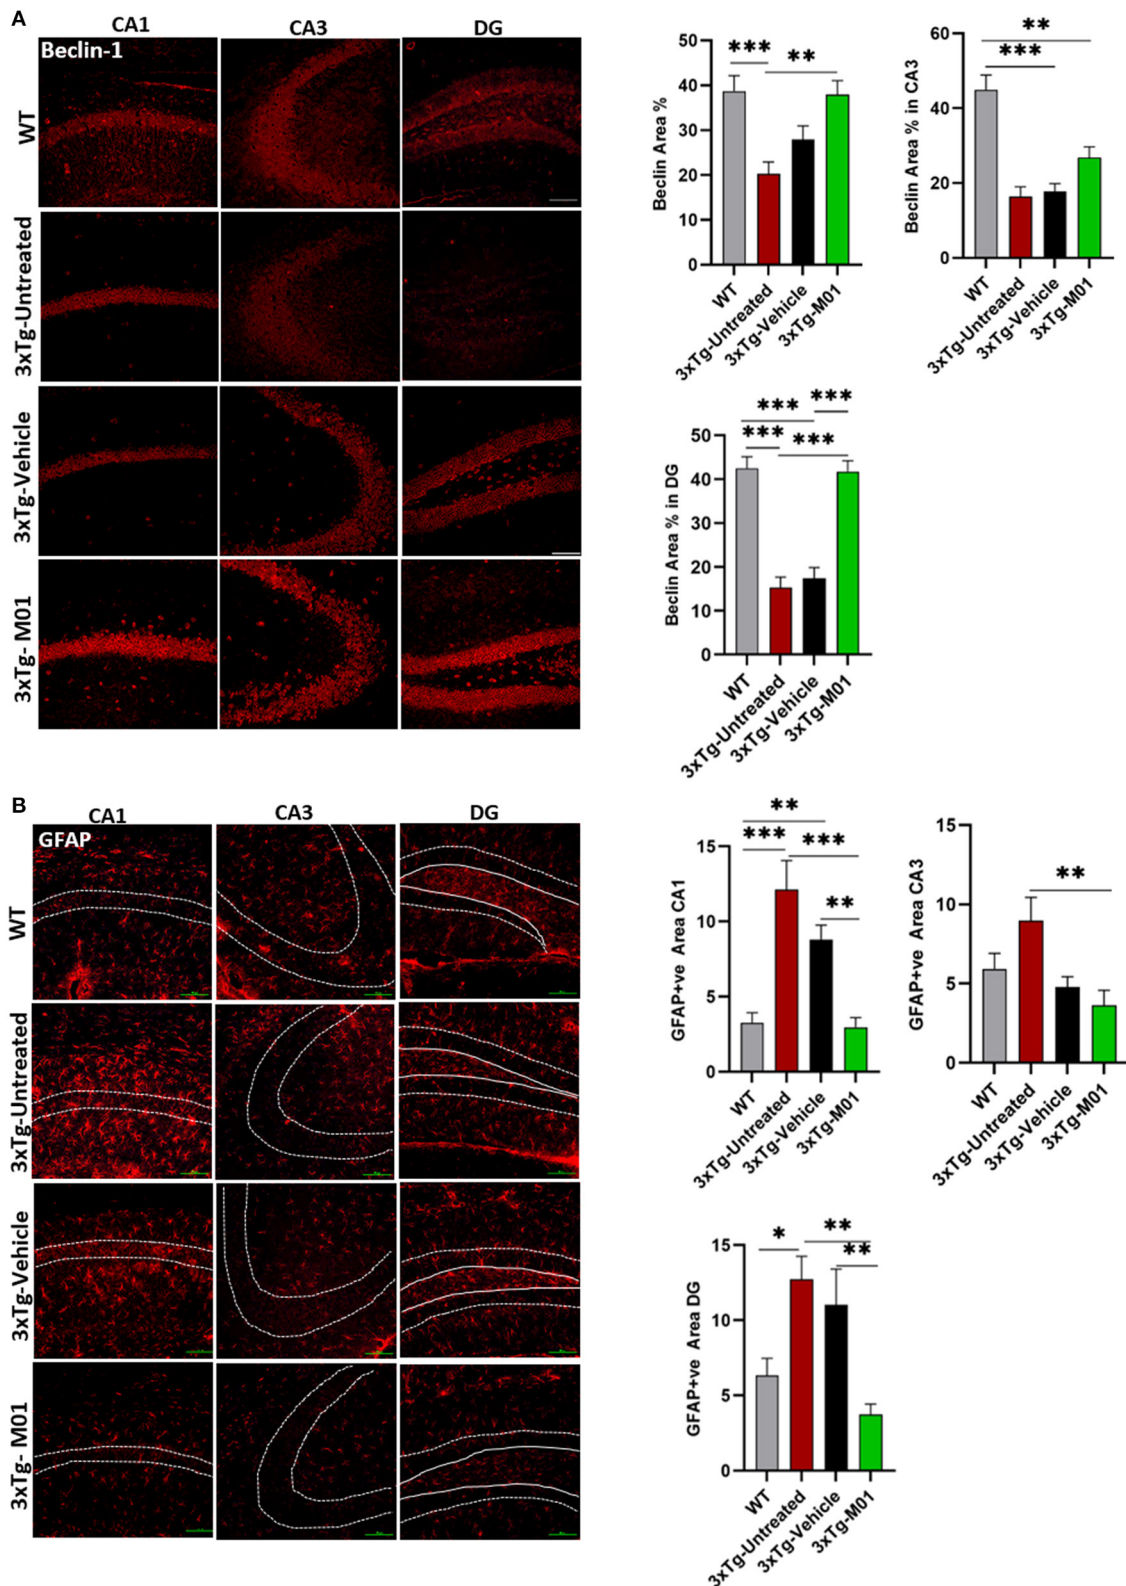 A
CA1 CA3 DG
Beclin-1
WT
3xTg-Untreated
3xTg-Vehicle
3xTg- M01
Beclin Area %
50
40
30
20
10
0
*** **
WT
3xTg-Untreated
3xTg-Vehicle
3xTg-M01
Beclin Area % in CA3
60
40
20
0
**
***
WT
3xTg-Untreated
3xTg-Vehicle
3xTg-M01
Beclin Area % in DG
50
40
30
20
10
0
*** ***
*** ***
WT
3xTg-Untreated
3xTg-Vehicle
3xTg-M01
B
CA1 CA3 DG
GFAP
WT
3xTg-Untreated
3xTg-Vehicle
3xTg- M01
GFAP+ve Area CA1
15
10
5
0
**
*** ***
**
WT
3xTg-Untreated
3xTg-Vehicle
3xTg-M01
GFAP+ve Area CA3
15
10
5
0
**
WT
3xTg-Untreated
3xTg-Vehicle
3xTg-M01
GFAP+ve Area DG
15
10
5
0
* **
**
WT
3xTg-Untreated
3xTg-Vehicle
3xTg-M01